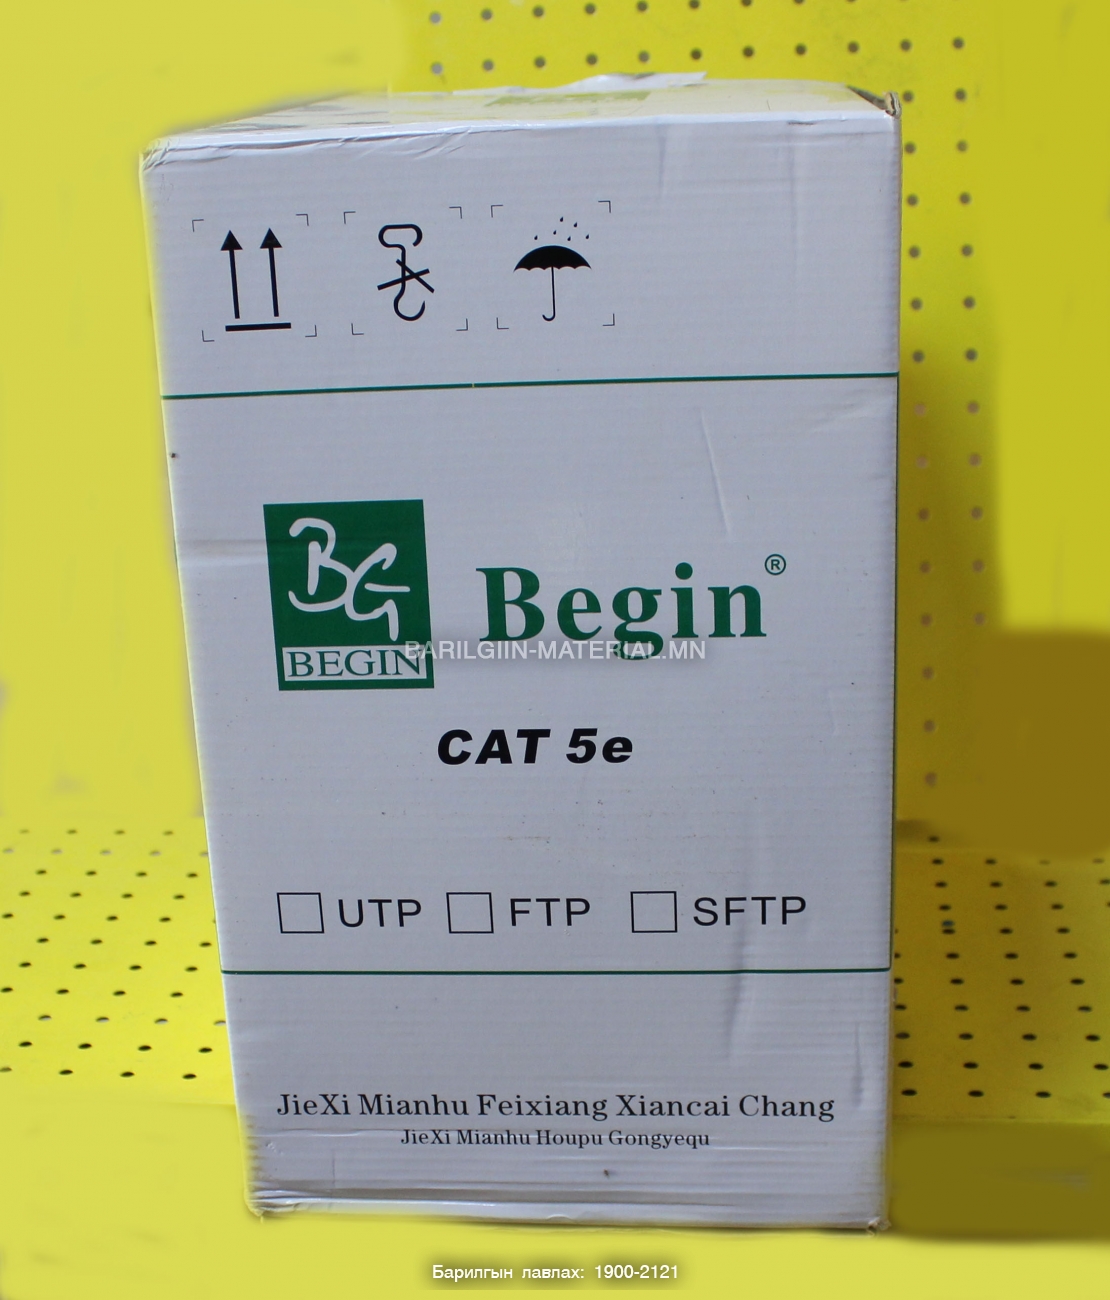 BG
BEGIN
Begin®
BARILGIIN-MATERIAL.MN
CAT 5e
UTP FTP SFTP
JieXi Mianhu Feixiang Xiancai Chang
JieXi Mianhu Houpu Gongyequ
Барилгын лавлах: 1900-2121